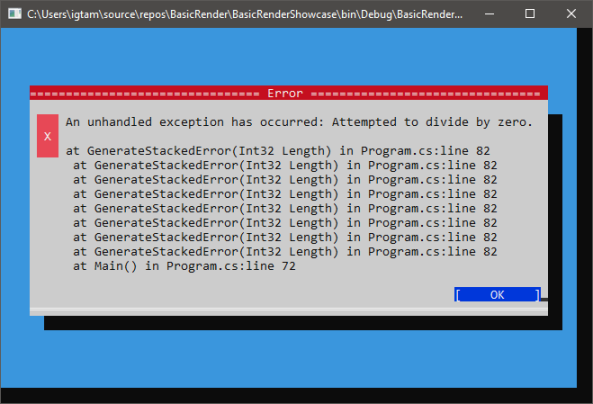 C:\Users\igtam\source\repos\BasicRender\BasicRenderShowcase\bin\Debug\BasicRender...
=============================== Error ===============================
An unhandled exception has occurred: Attempted to divide by zero.
X
at GenerateStackedError(Int32 Length) in Program.cs:line 82
at GenerateStackedError(Int32 Length) in Program.cs:line 82
at GenerateStackedError(Int32 Length) in Program.cs:line 82
at GenerateStackedError(Int32 Length) in Program.cs:line 82
at GenerateStackedError(Int32 Length) in Program.cs:line 82
at GenerateStackedError(Int32 Length) in Program.cs:line 82
at GenerateStackedError(Int32 Length) in Program.cs:line 82
at GenerateStackedError(Int32 Length) in Program.cs:line 82
at Main() in Program.cs:line 72
[ OK ]